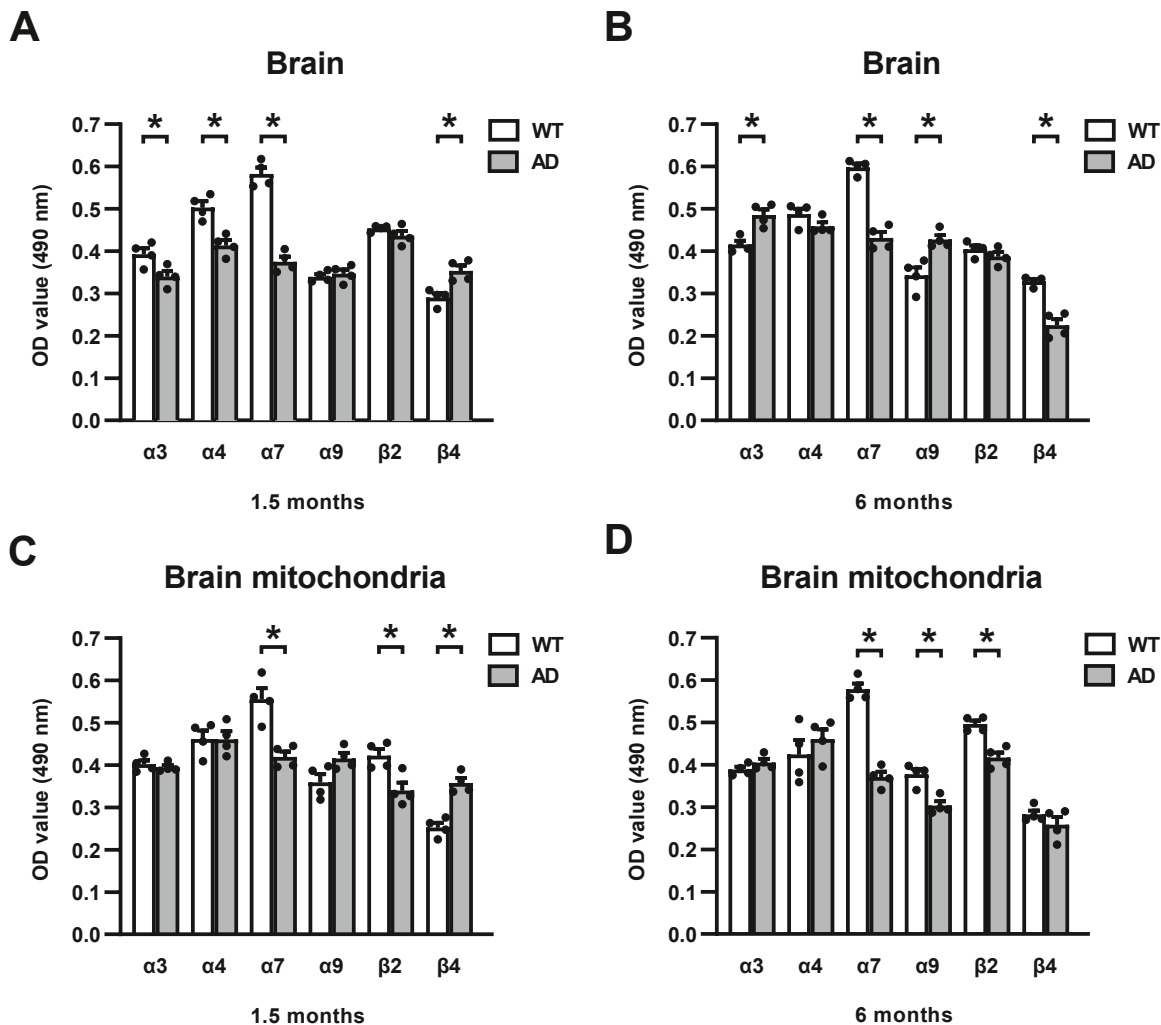 A
Brain
OD value (490 nm)
0.7
0.6
0.5
0.4
0.3
0.2
0.1
0.0
* * * *
WT
AD
α3 α4 α7 α9 β2 β4
1.5 months
B
Brain
OD value (490 nm)
0.7
0.6
0.5
0.4
0.3
0.2
0.1
0.0
* * * *
WT
AD
α3 α4 α7 α9 β2 β4
6 months
C
Brain mitochondria
OD value (490 nm)
0.7
0.6
0.5
0.4
0.3
0.2
0.1
0.0
* * *
WT
AD
α3 α4 α7 α9 β2 β4
1.5 months
D
Brain mitochondria
OD value (490 nm)
0.7
0.6
0.5
0.4
0.3
0.2
0.1
0.0
* * *
WT
AD
α3 α4 α7 α9 β2 β4
6 months